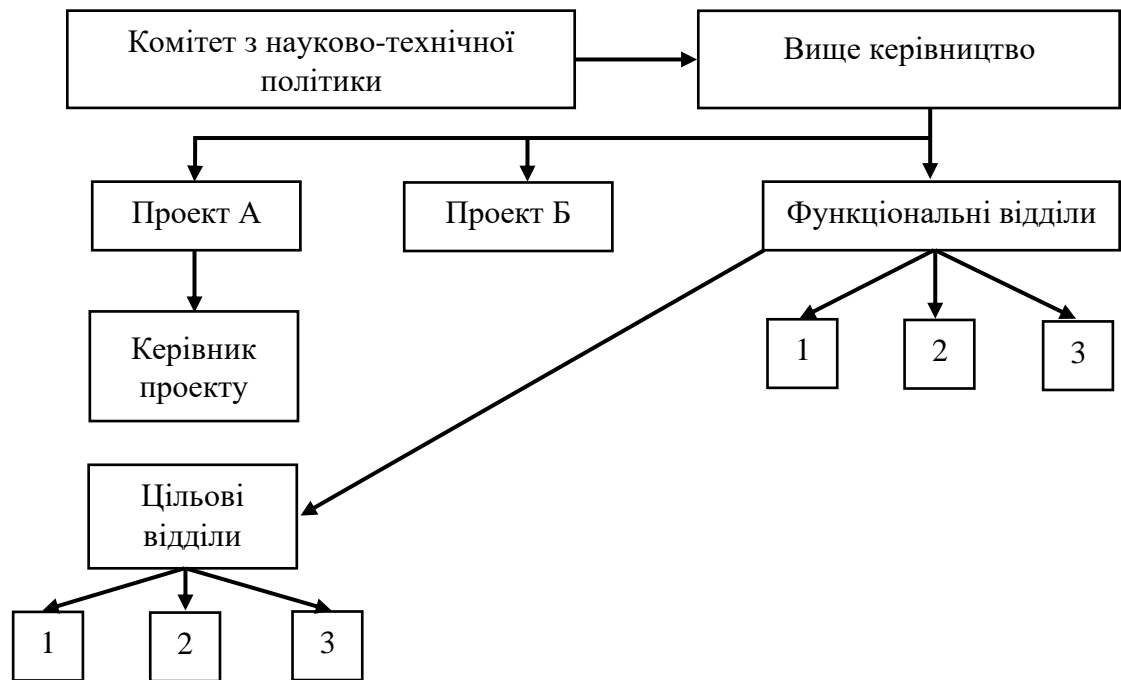 Комітет з науково-технічної
політики
Вище керівництво
Проект А
Проект Б
Функціональні відділи
Керівник
проекту
1
2
3
Цільові
відділи
1
2
3